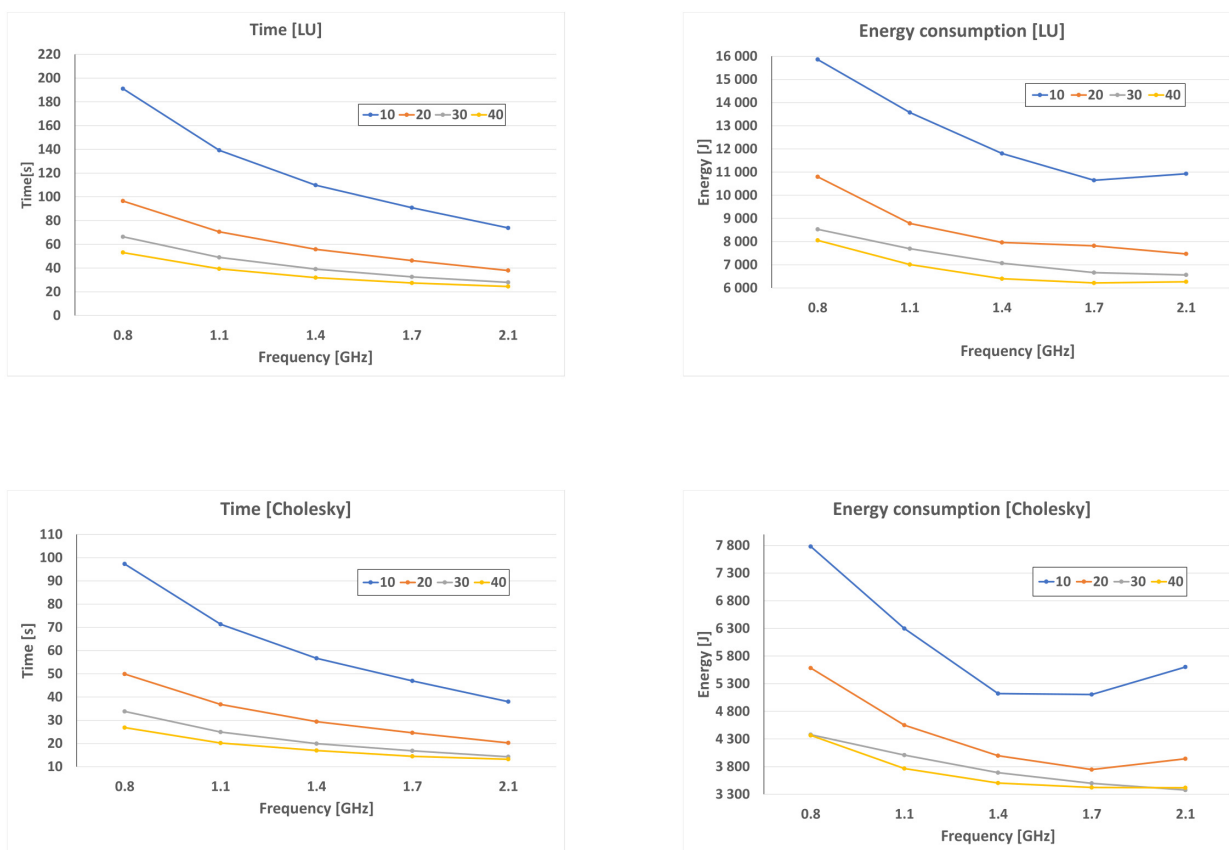 Time [LU]
220
200
180
160
140
120
100
80
60
40
20
0
Time[s]
10 20 30 40
0.8 1.1 1.4 1.7 2.1
Frequency [GHz]
Energy consumption [LU]
16 000
15 000
14 000
13 000
12 000
11 000
10 000
9 000
8 000
7 000
6 000
Energy [J]
10 20 30 40
0.8 1.1 1.4 1.7 2.1
Frequency [GHz]
Time [Cholesky]
110
100
90
80
70
60
50
40
30
20
10
Time [s]
10 20 30 40
0.8 1.1 1.4 1.7 2.1
Frequency [GHz]
Energy consumption [Cholesky]
7 800
7 300
6 800
6 300
5 800
5 300
4 800
4 300
3 800
3 300
Energy [J]
10 20 30 40
0.8 1.1 1.4 1.7 2.1
Frequency [GHz]